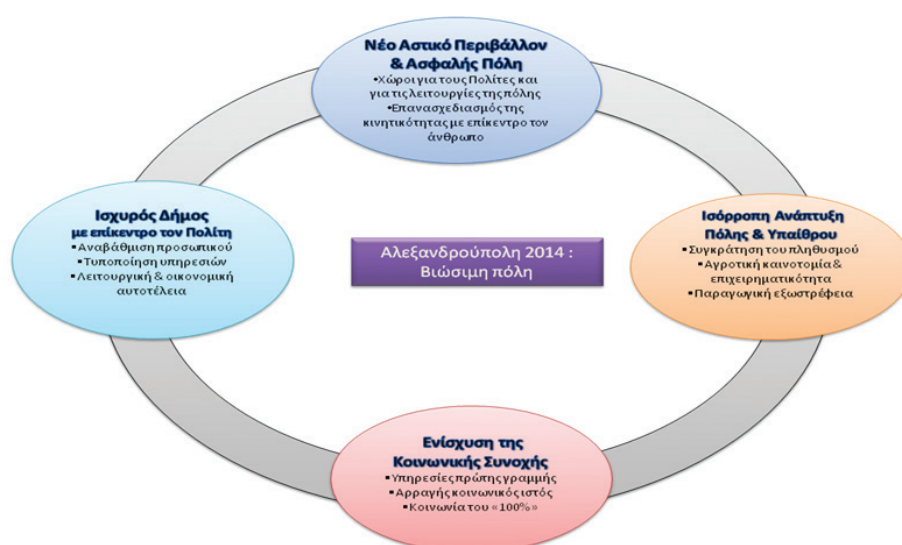 Νέο Αστικό Περιβάλλον
& Ασφαλής Πόλη
▪Χώροι για τους Πολίτες και
για τις λειτουργίες της πόλης
▪Επανασχεδιασμός της
κινητικότητας με επίκεντρο τον
άνθρωπο
Ισχυρός Δήμος
με επίκεντρο τον Πολίτη
▪Αναβάθμιση προσωπικού
▪Τυποποίηση υπηρεσιών
▪Λειτουργική & οικονομική
αυτοτέλεια
Αλεξανδρούπολη 2014 :
Βιώσιμη πόλη
Ισόρροπη Ανάπτυξη
Πόλης & Υπαίθρου
▪Συγκράτηση του πληθυσμού
▪Αγροτική καινοτομία &
επιχειρηματικότητα
▪Παραγωγική εξωστρέφεια
Ενίσχυση της
Κοινωνικής Συνοχής
▪Υπηρεσίες πρώτης γραμμής
▪Αρραγής κοινωνικός ιστός
▪Κοινωνία του «100%»